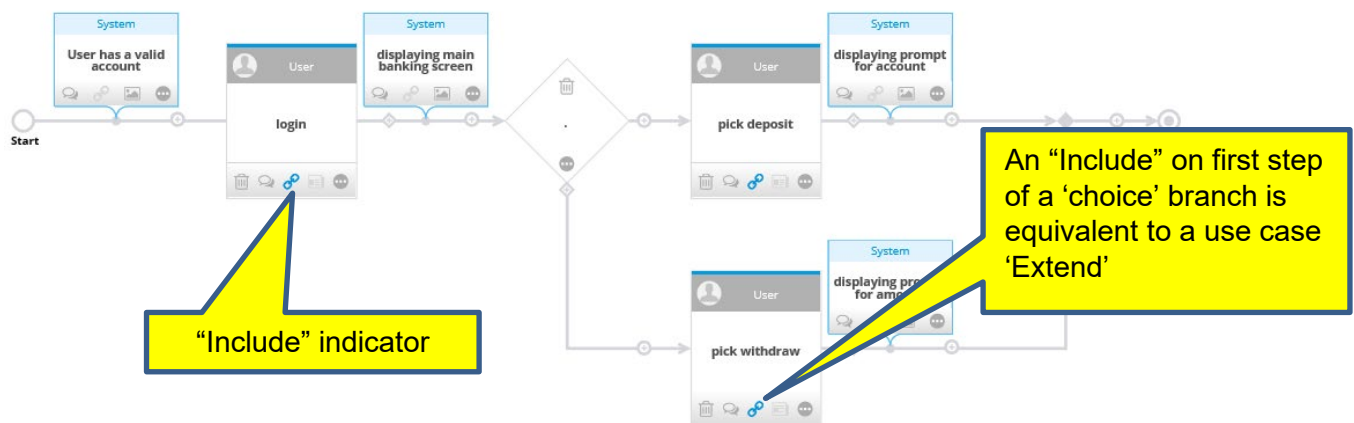 System
User has a valid
account
Start
User
login
System
displaying main
banking screen
.
User
pick deposit
System
displaying prompt
for account
User
pick withdraw
System
displaying
for
“Include” indicator
An “Include” on first step
of a ‘choice’ branch is
equivalent to a use case
‘Extend’